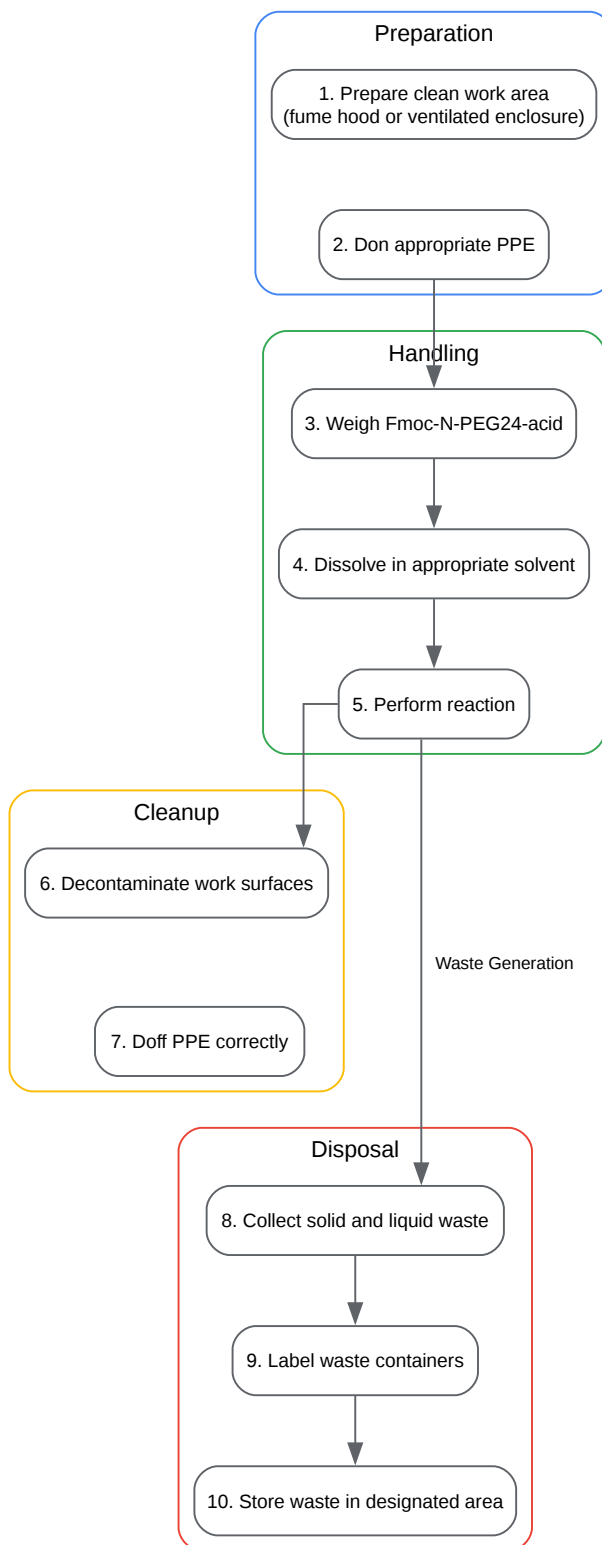 Preparation
1. Prepare clean work area
(fume hood or ventilated enclosure)
2. Don appropriate PPE
Handling
3. Weigh Fmoc-N-PEG24-acid
4. Dissolve in appropriate solvent
5. Perform reaction
Cleanup
6. Decontaminate work surfaces
Waste Generation
7. Doff PPE correctly
Disposal
8. Collect solid and liquid waste
9. Label waste containers
10. Store waste in designated area